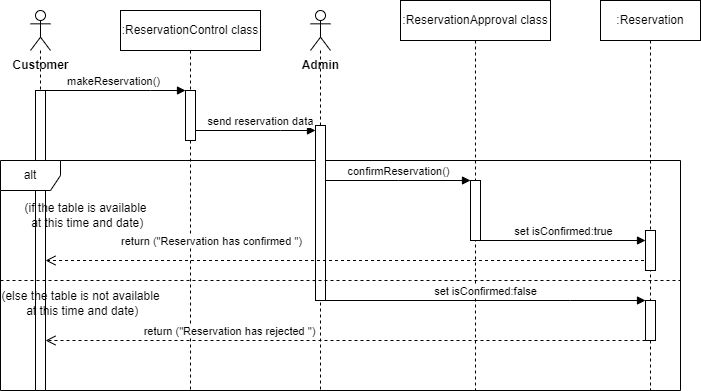 :ReservationControl class
:ReservationApproval class
:Reservation
Customer
Admin
makeReservation()
send reservation data
alt
confirmReservation()
(if the table is available
at this time and date)
set isConfirmed:true
return ("Reservation has confirmed ")
(else the table is not available
at this time and date)
set isConfirmed:false
return ("Reservation has rejected ")